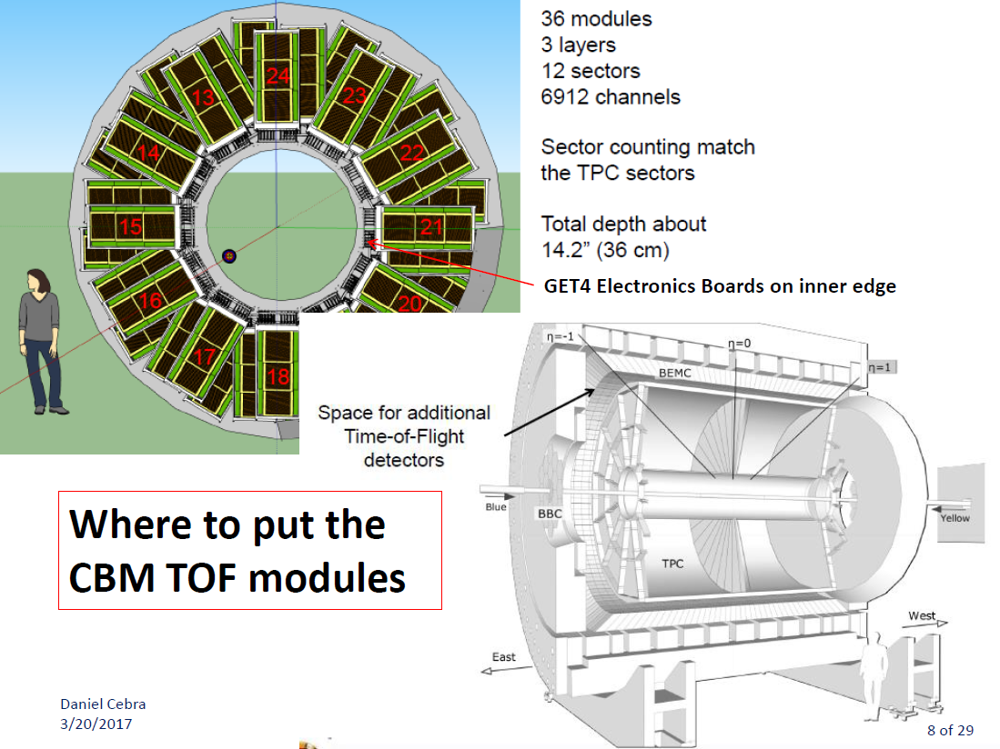 36 modules
3 layers
12 sectors
6912 channels
Sector counting match
the TPC sectors
Total depth about
14.2” (36 cm)
GET4 Electronics Boards on inner edge
24
13
23
14
22
15
21
16
20
17
18
Space for additional
Time-of-Flight
detectors
η=-1
η=0
η=1
BEMC
Blue
BBC
Yellow
TPC
West
East
Where to put the
CBM TOF modules
Daniel Cebra
3/20/2017
8 of 29